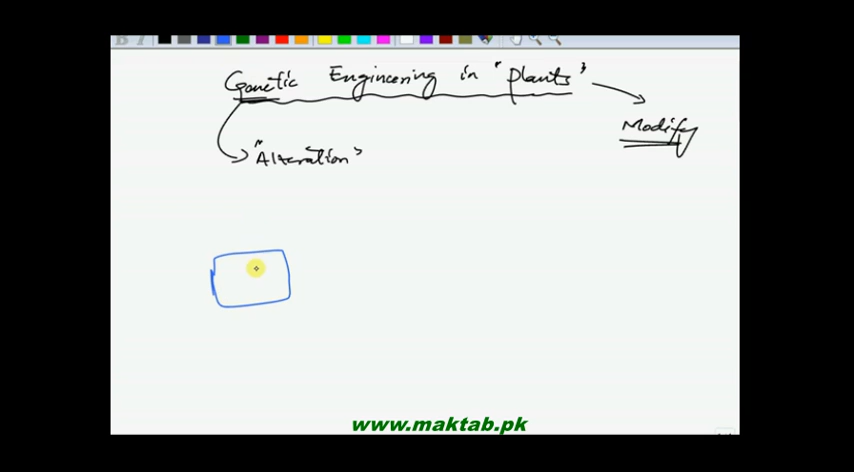 Genetic Engineering in "Plants"
Modify
"Alteration"
www.maktab.pk